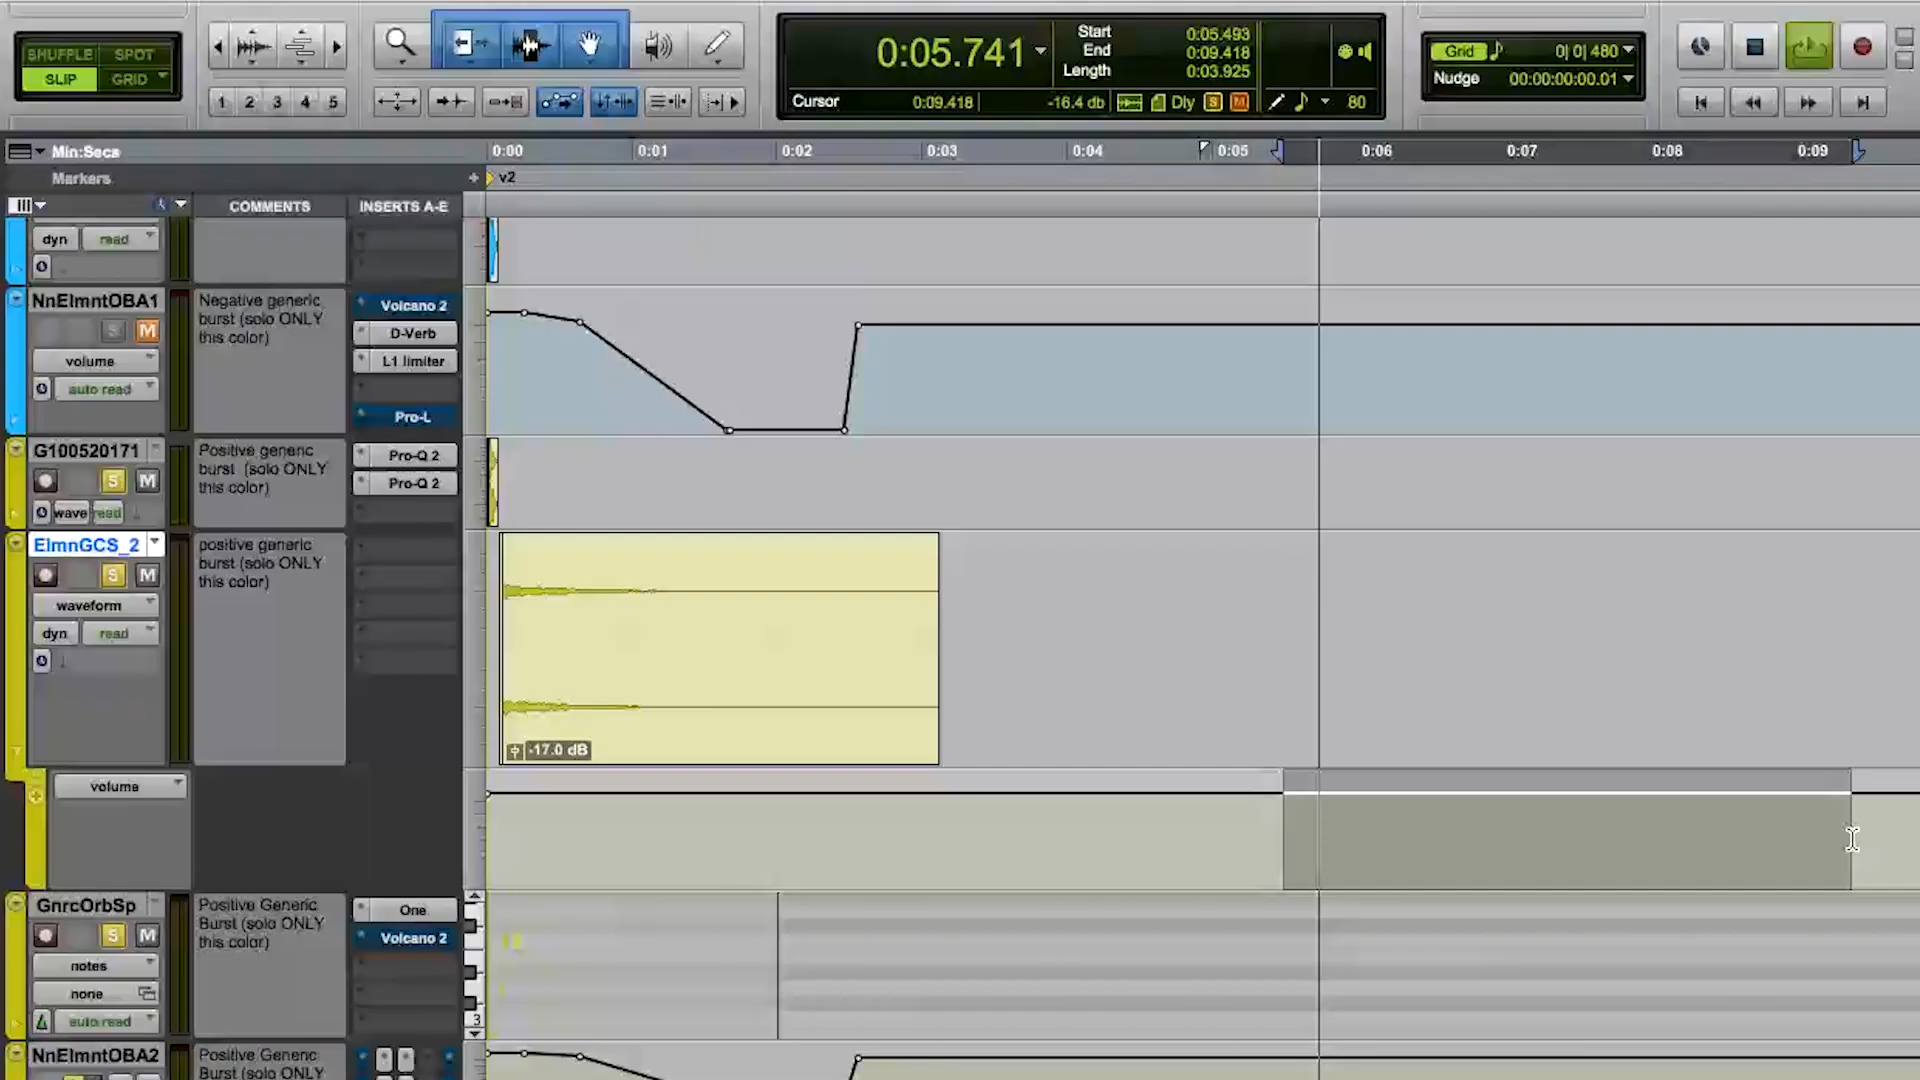 SHUFFLE SPOT
SLIP GRID
1 2 3 4 5
0:05.741
Start 0:05.493
End 0:09.418
Length 0:03.925
Cursor 0:09.418 -16.4 db Dly S M 80
Grid 0| 0| 480
Nudge 00:00:00:00.01
Min:Secs
0:00 0:01 0:02 0:03 0:04 0:05 0:06 0:07 0:08 0:09
Markers
v2
COMMENTS INSERTS A-E
dyn read
NnElmntOBA1
S M
volume
auto read
Negative generic
burst (solo ONLY
this color)
Volcano 2
D-Verb
L1 limiter
Pro-L
G100520171
S M
wave read
Positive generic
burst (solo ONLY
this color)
Pro-Q 2
Pro-Q 2
ElmnGCS_2
S M
waveform
dyn read
positive generic
burst (solo ONLY
this color)
-17.0 dB
volume
GnrcOrbSp
S M
notes
none
auto read
Positive Generic
Burst (solo ONLY
this color)
One
Volcano 2
3
NnElmntOBA2
Positive Generic
Burst (solo ONLY